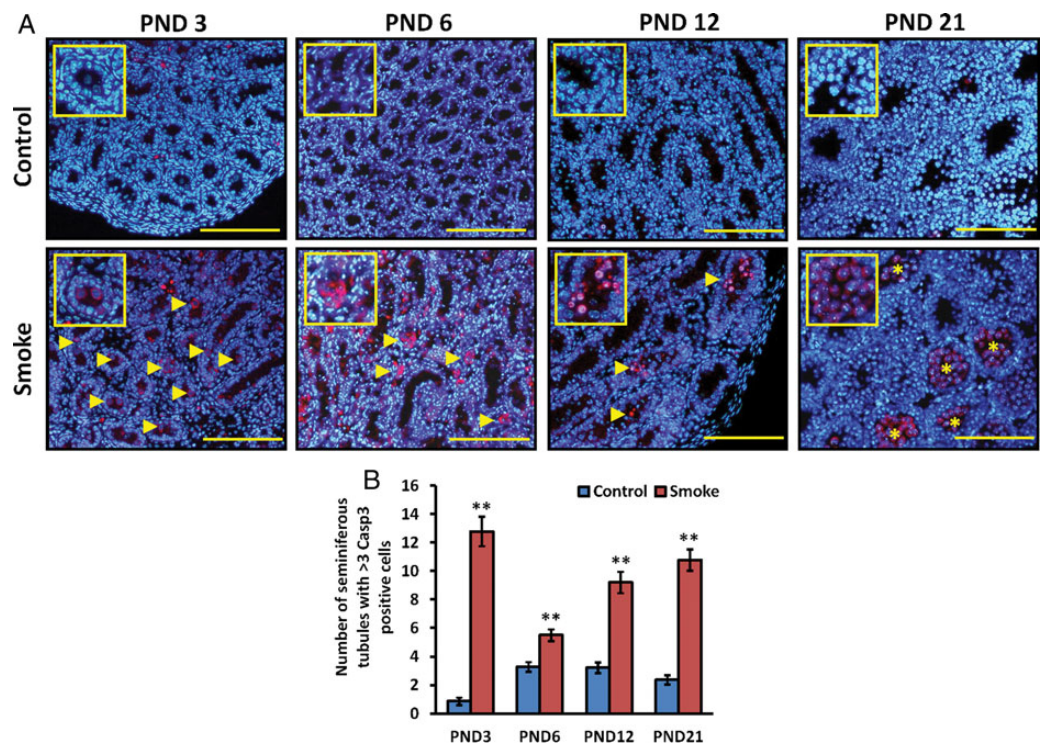 A
PND 3
PND 6
PND 12
PND 21
Control
Smoke
*
*
*
*
*
B
Number of seminiferous
tubules with >3 Casp3
positive cells
Control
Smoke
16
14
12
10
8
6
4
2
0
**
**
**
**
PND3
PND6
PND12
PND21